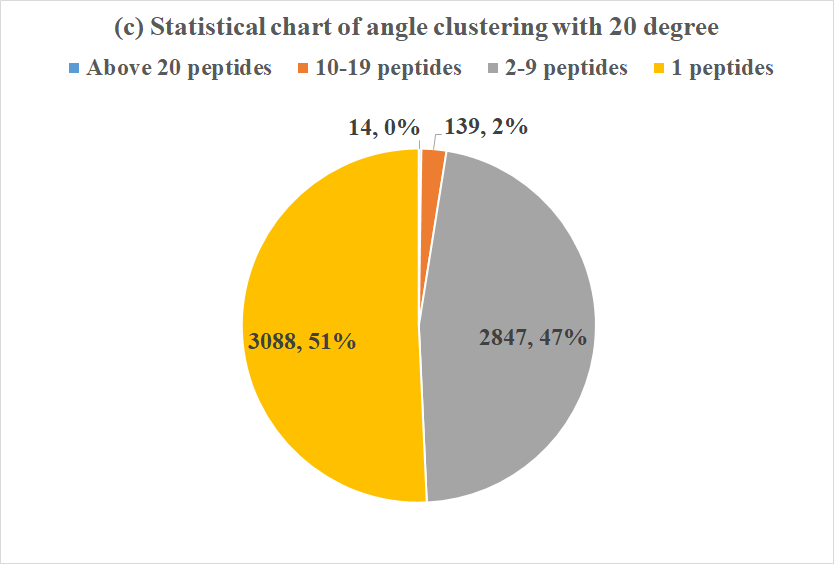 (c) Statistical chart of angle clustering with 20 degree
Above 20 peptides 10-19 peptides 2-9 peptides 1 peptides
14, 0% 139, 2%
3088, 51% 2847, 47%